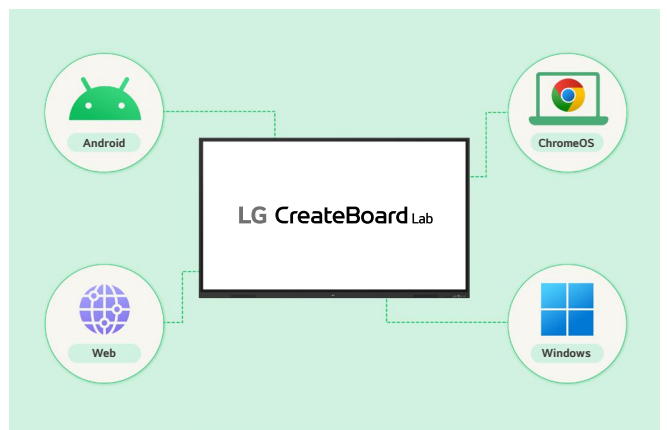 Android
ChromeOS
LG CreateBoard Lab
Web
Windows